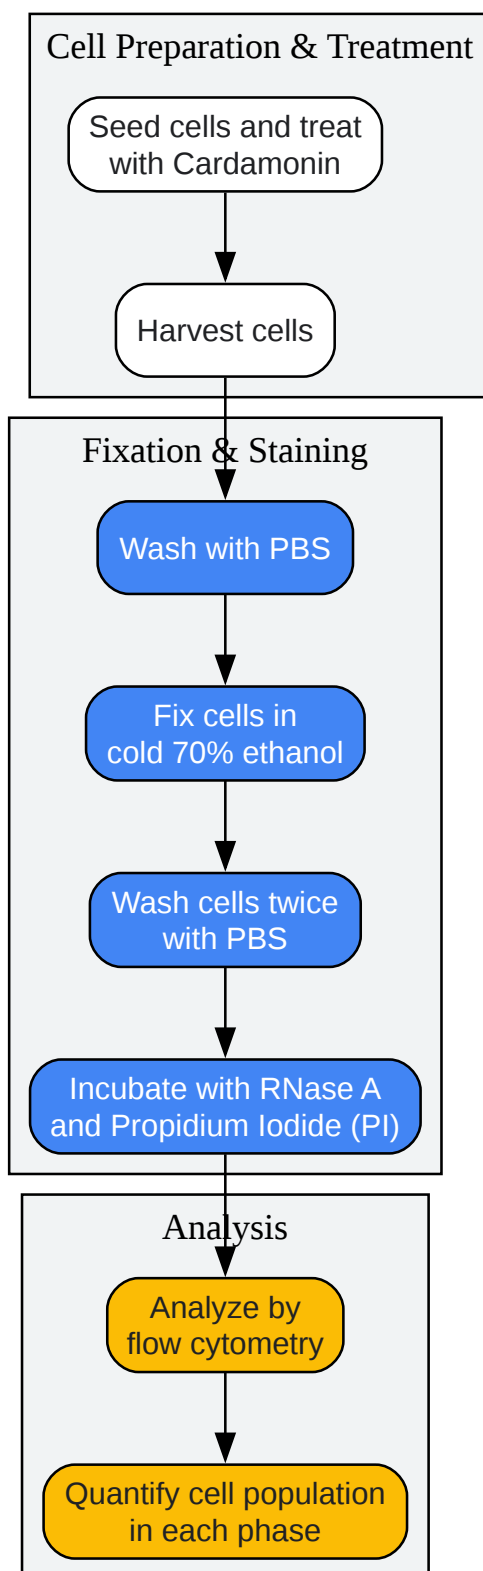 Cell Preparation & Treatment
Seed cells and treat
with Cardamonin
Harvest cells
Fixation & Staining
Wash with PBS
Fix cells in
cold 70% ethanol
Wash cells twice
with PBS
Incubate with RNase A
and Propidium Iodide (PI)
Analysis
Analyze by
flow cytometry
Quantify cell population
in each phase